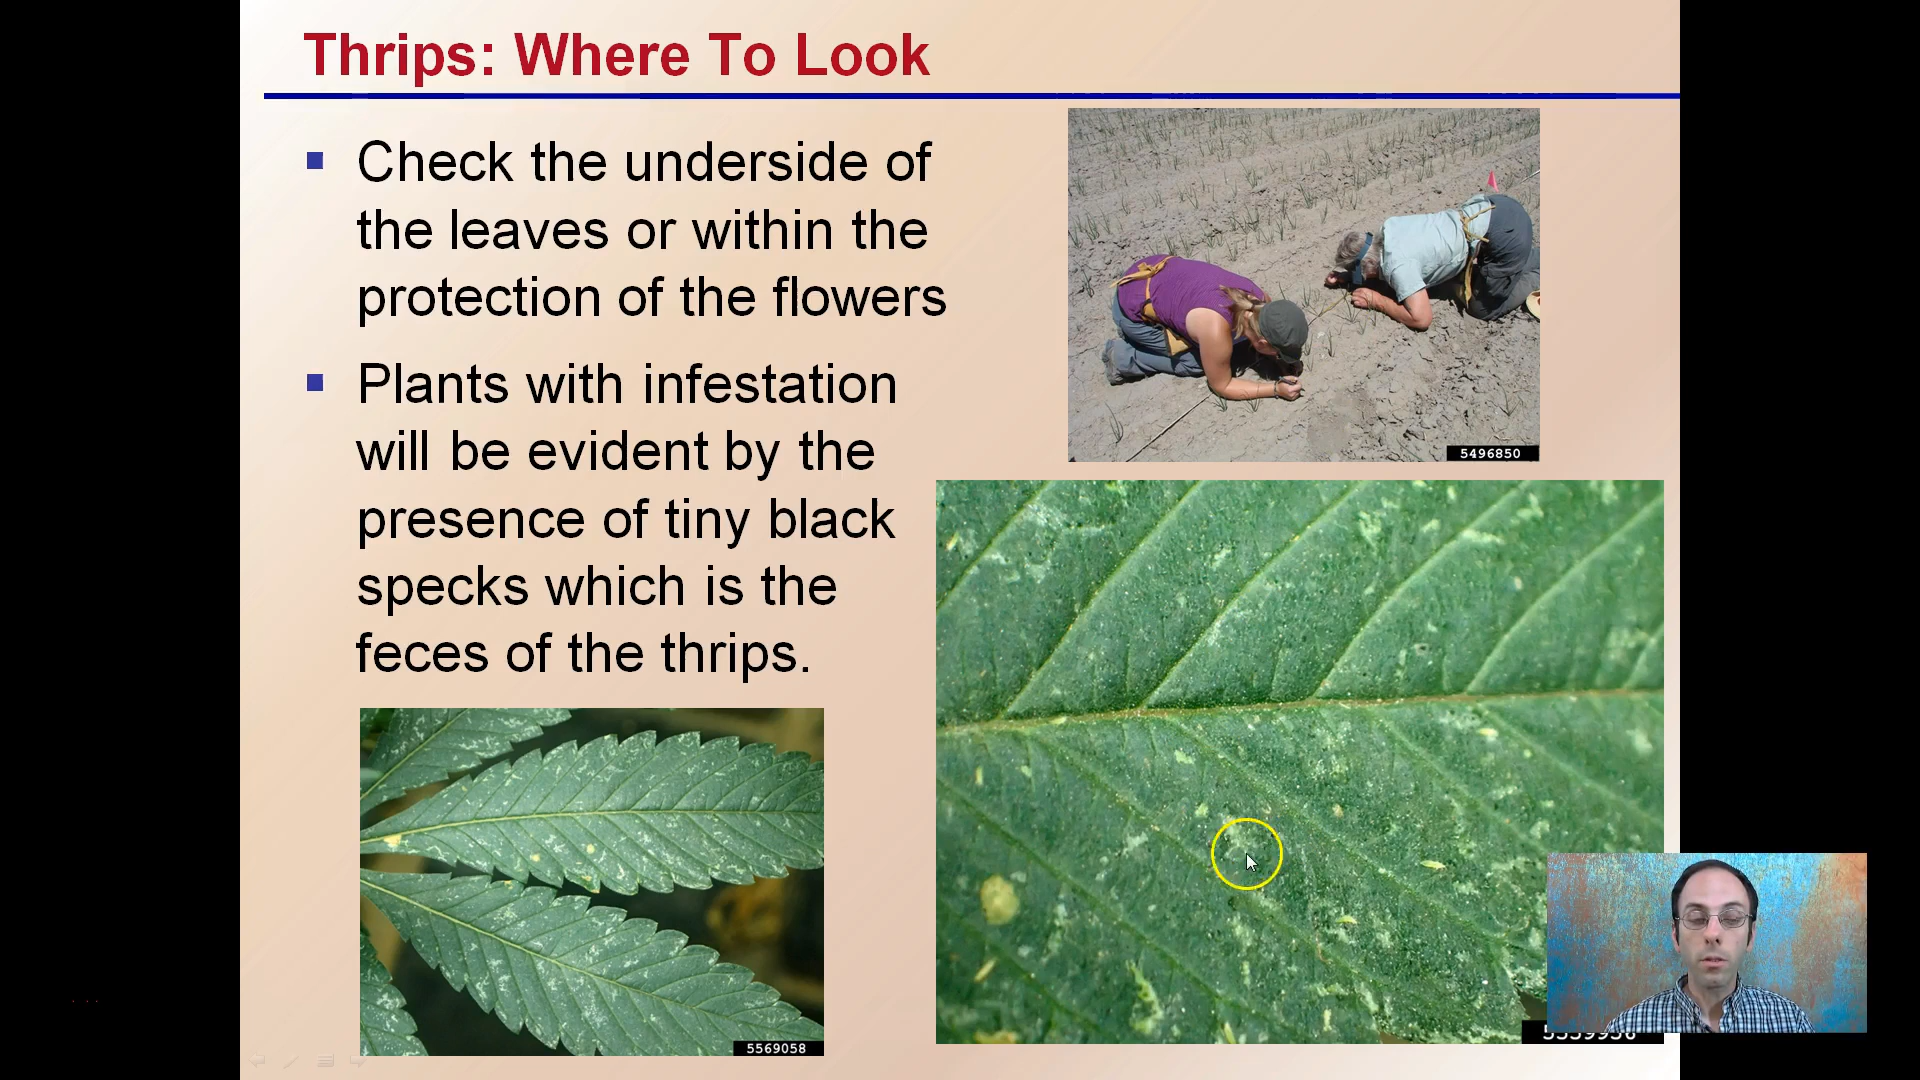 Thrips: Where To Look
Check the underside of
the leaves or within the
protection of the flowers
Plants with infestation
will be evident by the
presence of tiny black
specks which is the
feces of the thrips.
5496850
5569058